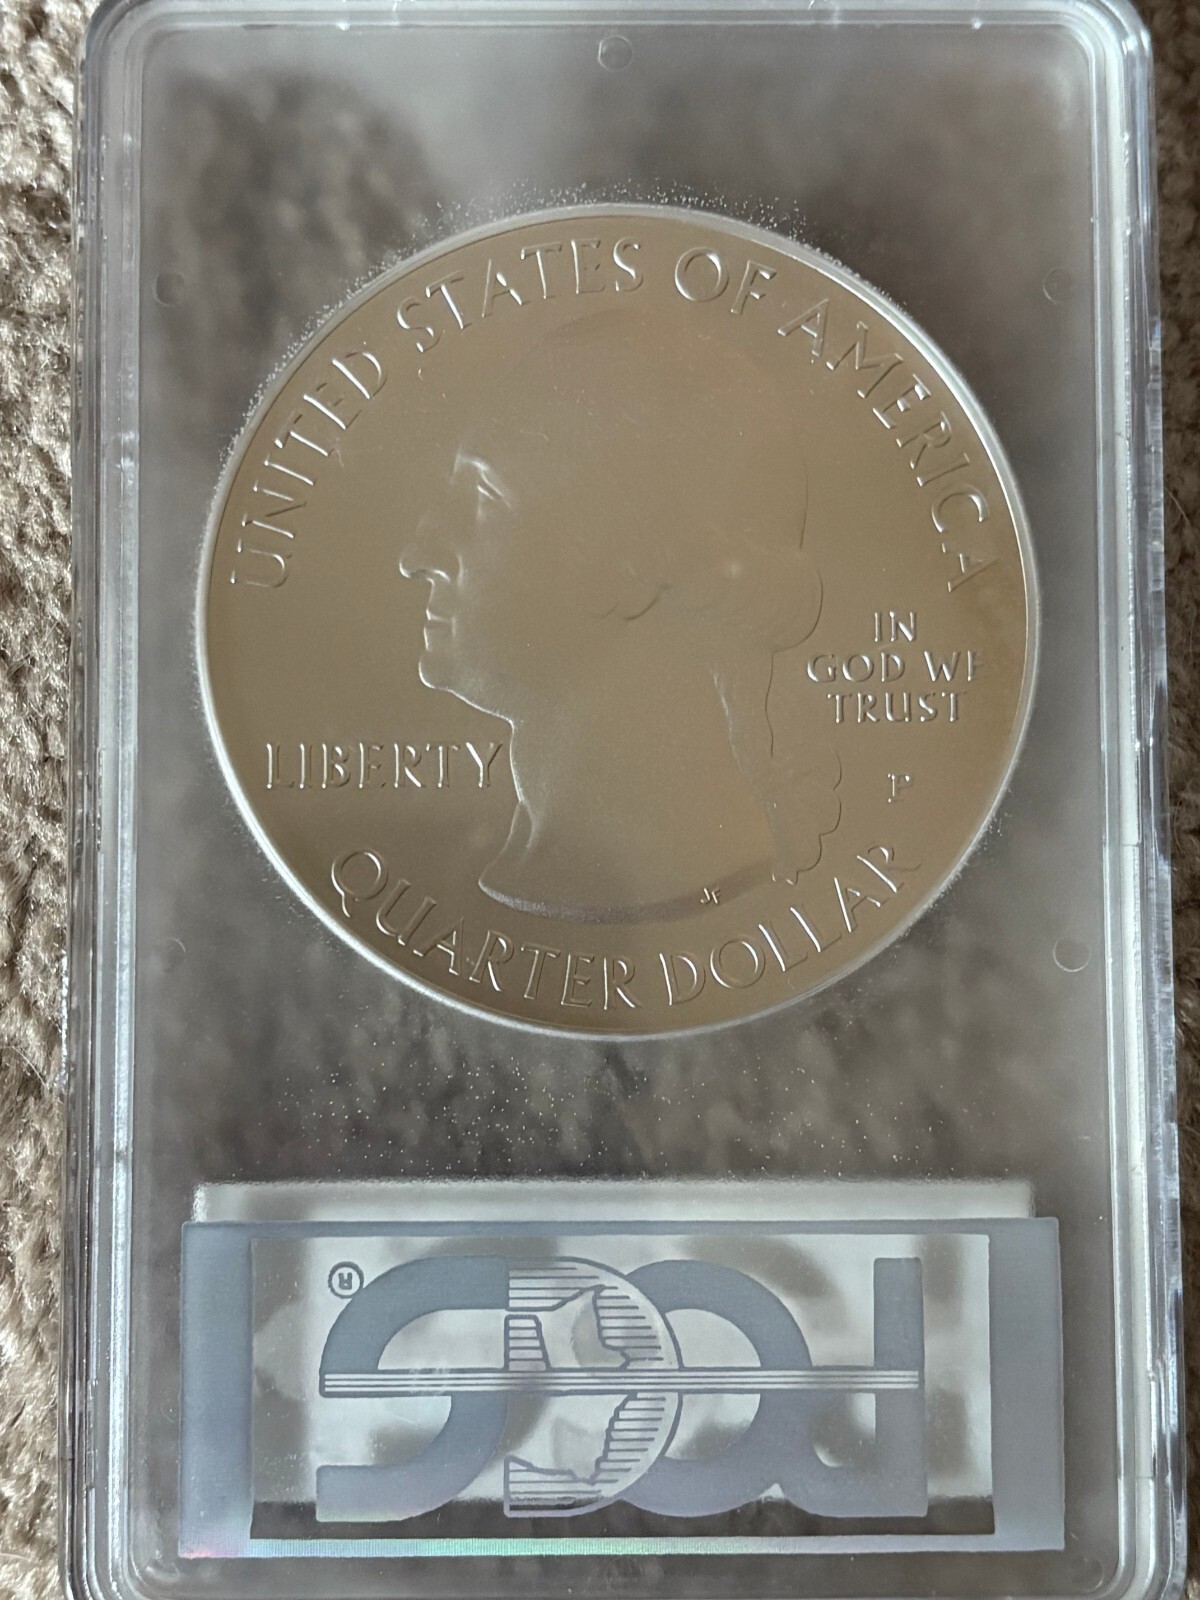 UNITED STATES OF AMERICA
IN
GOD WE
TRUST
LIBERTY
P
JF
QUARTER DOLLAR
PCGS
®